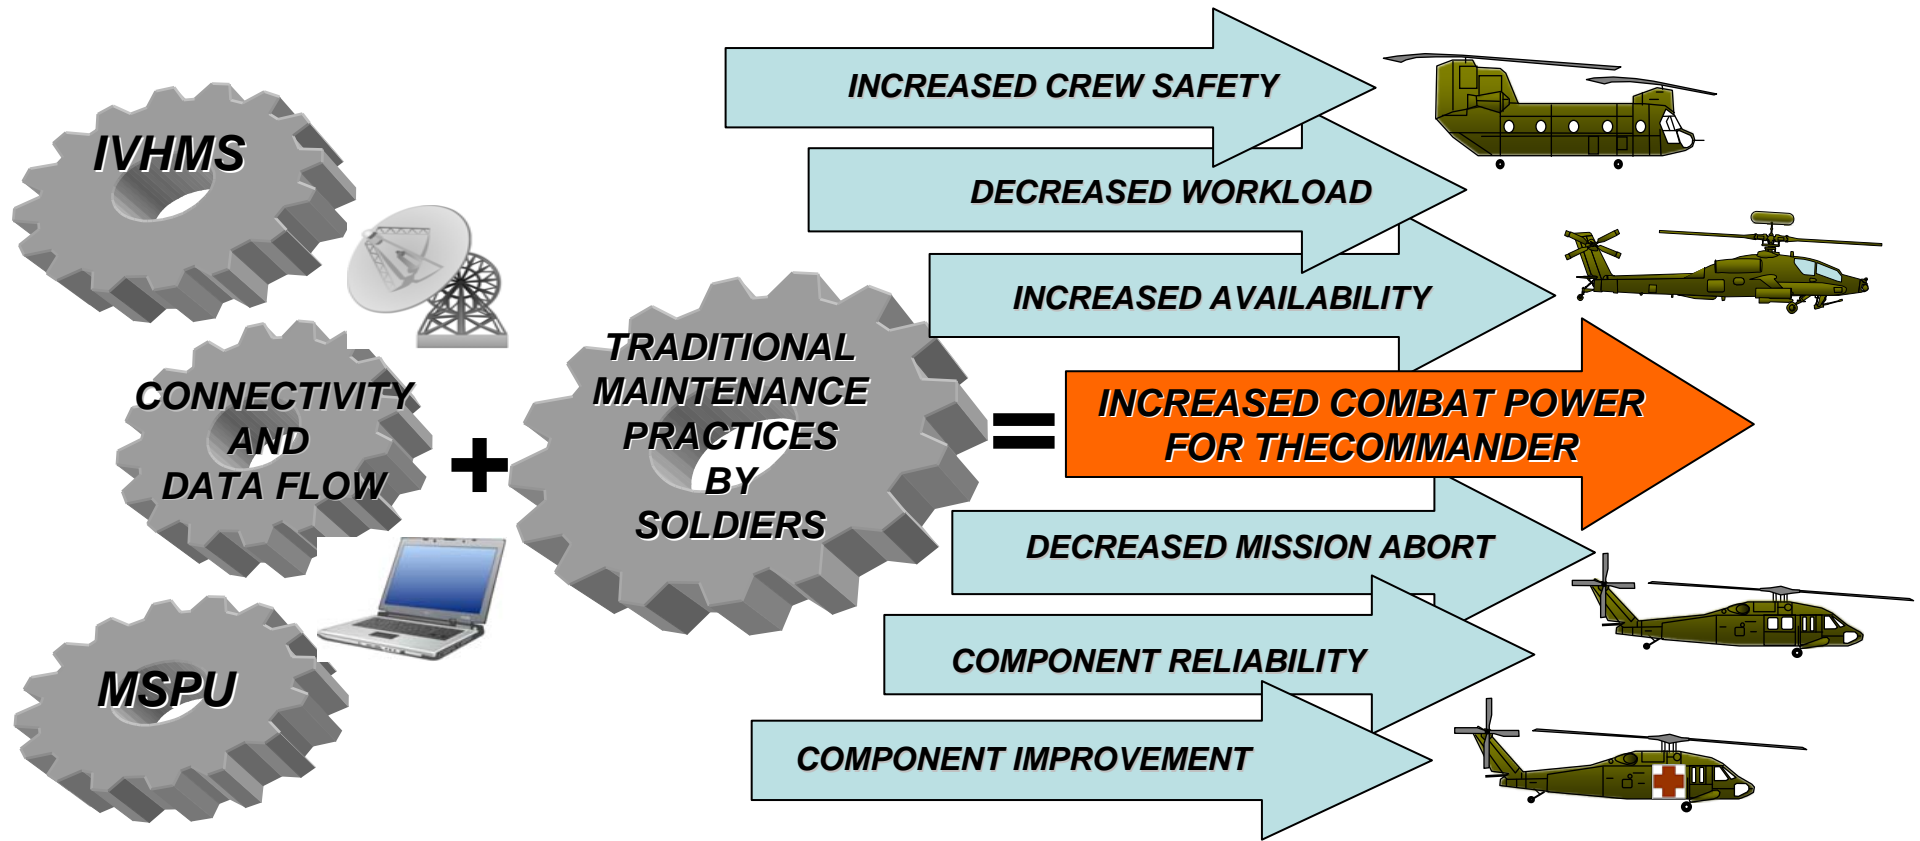 IVHMS
CONNECTIVITY
AND
DATA FLOW
MSPU
+
TRADITIONAL
MAINTENANCE
PRACTICES
BY
SOLDIERS
=
INCREASED CREW SAFETY
DECREASED WORKLOAD
INCREASED AVAILABILITY
INCREASED COMBAT POWER
FOR THECOMMANDER
DECREASED MISSION ABORT
COMPONENT RELIABILITY
COMPONENT IMPROVEMENT